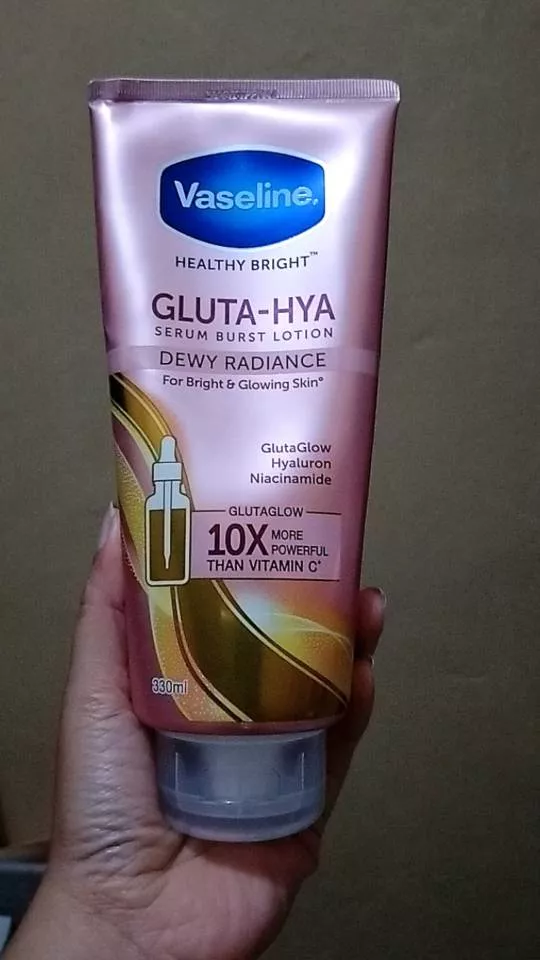 Vaseline.
HEALTHY BRIGHT™
GLUTA-HYA
SERUM BURST LOTION
DEWY RADIANCE
For Bright & Glowing Skin°
GlutaGlow
Hyaluron
Niacinamide
GLUTAGLOW
10X MORE
POWERFUL
THAN VITAMIN C*
330ml